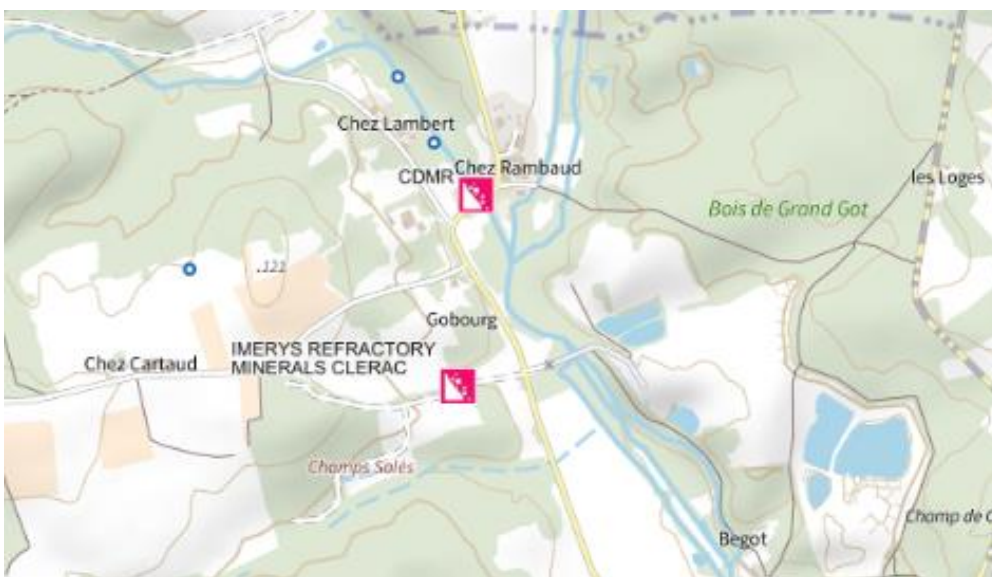 Chez Lambert
CDMR
Chez Rambaud
les Loges
Bois de Grand Got
.121
Gobourg
Chez Cartaud
IMERYS REFRACTORY
MINERALS CLERAC
Champs Salés
Champ de C
Begot